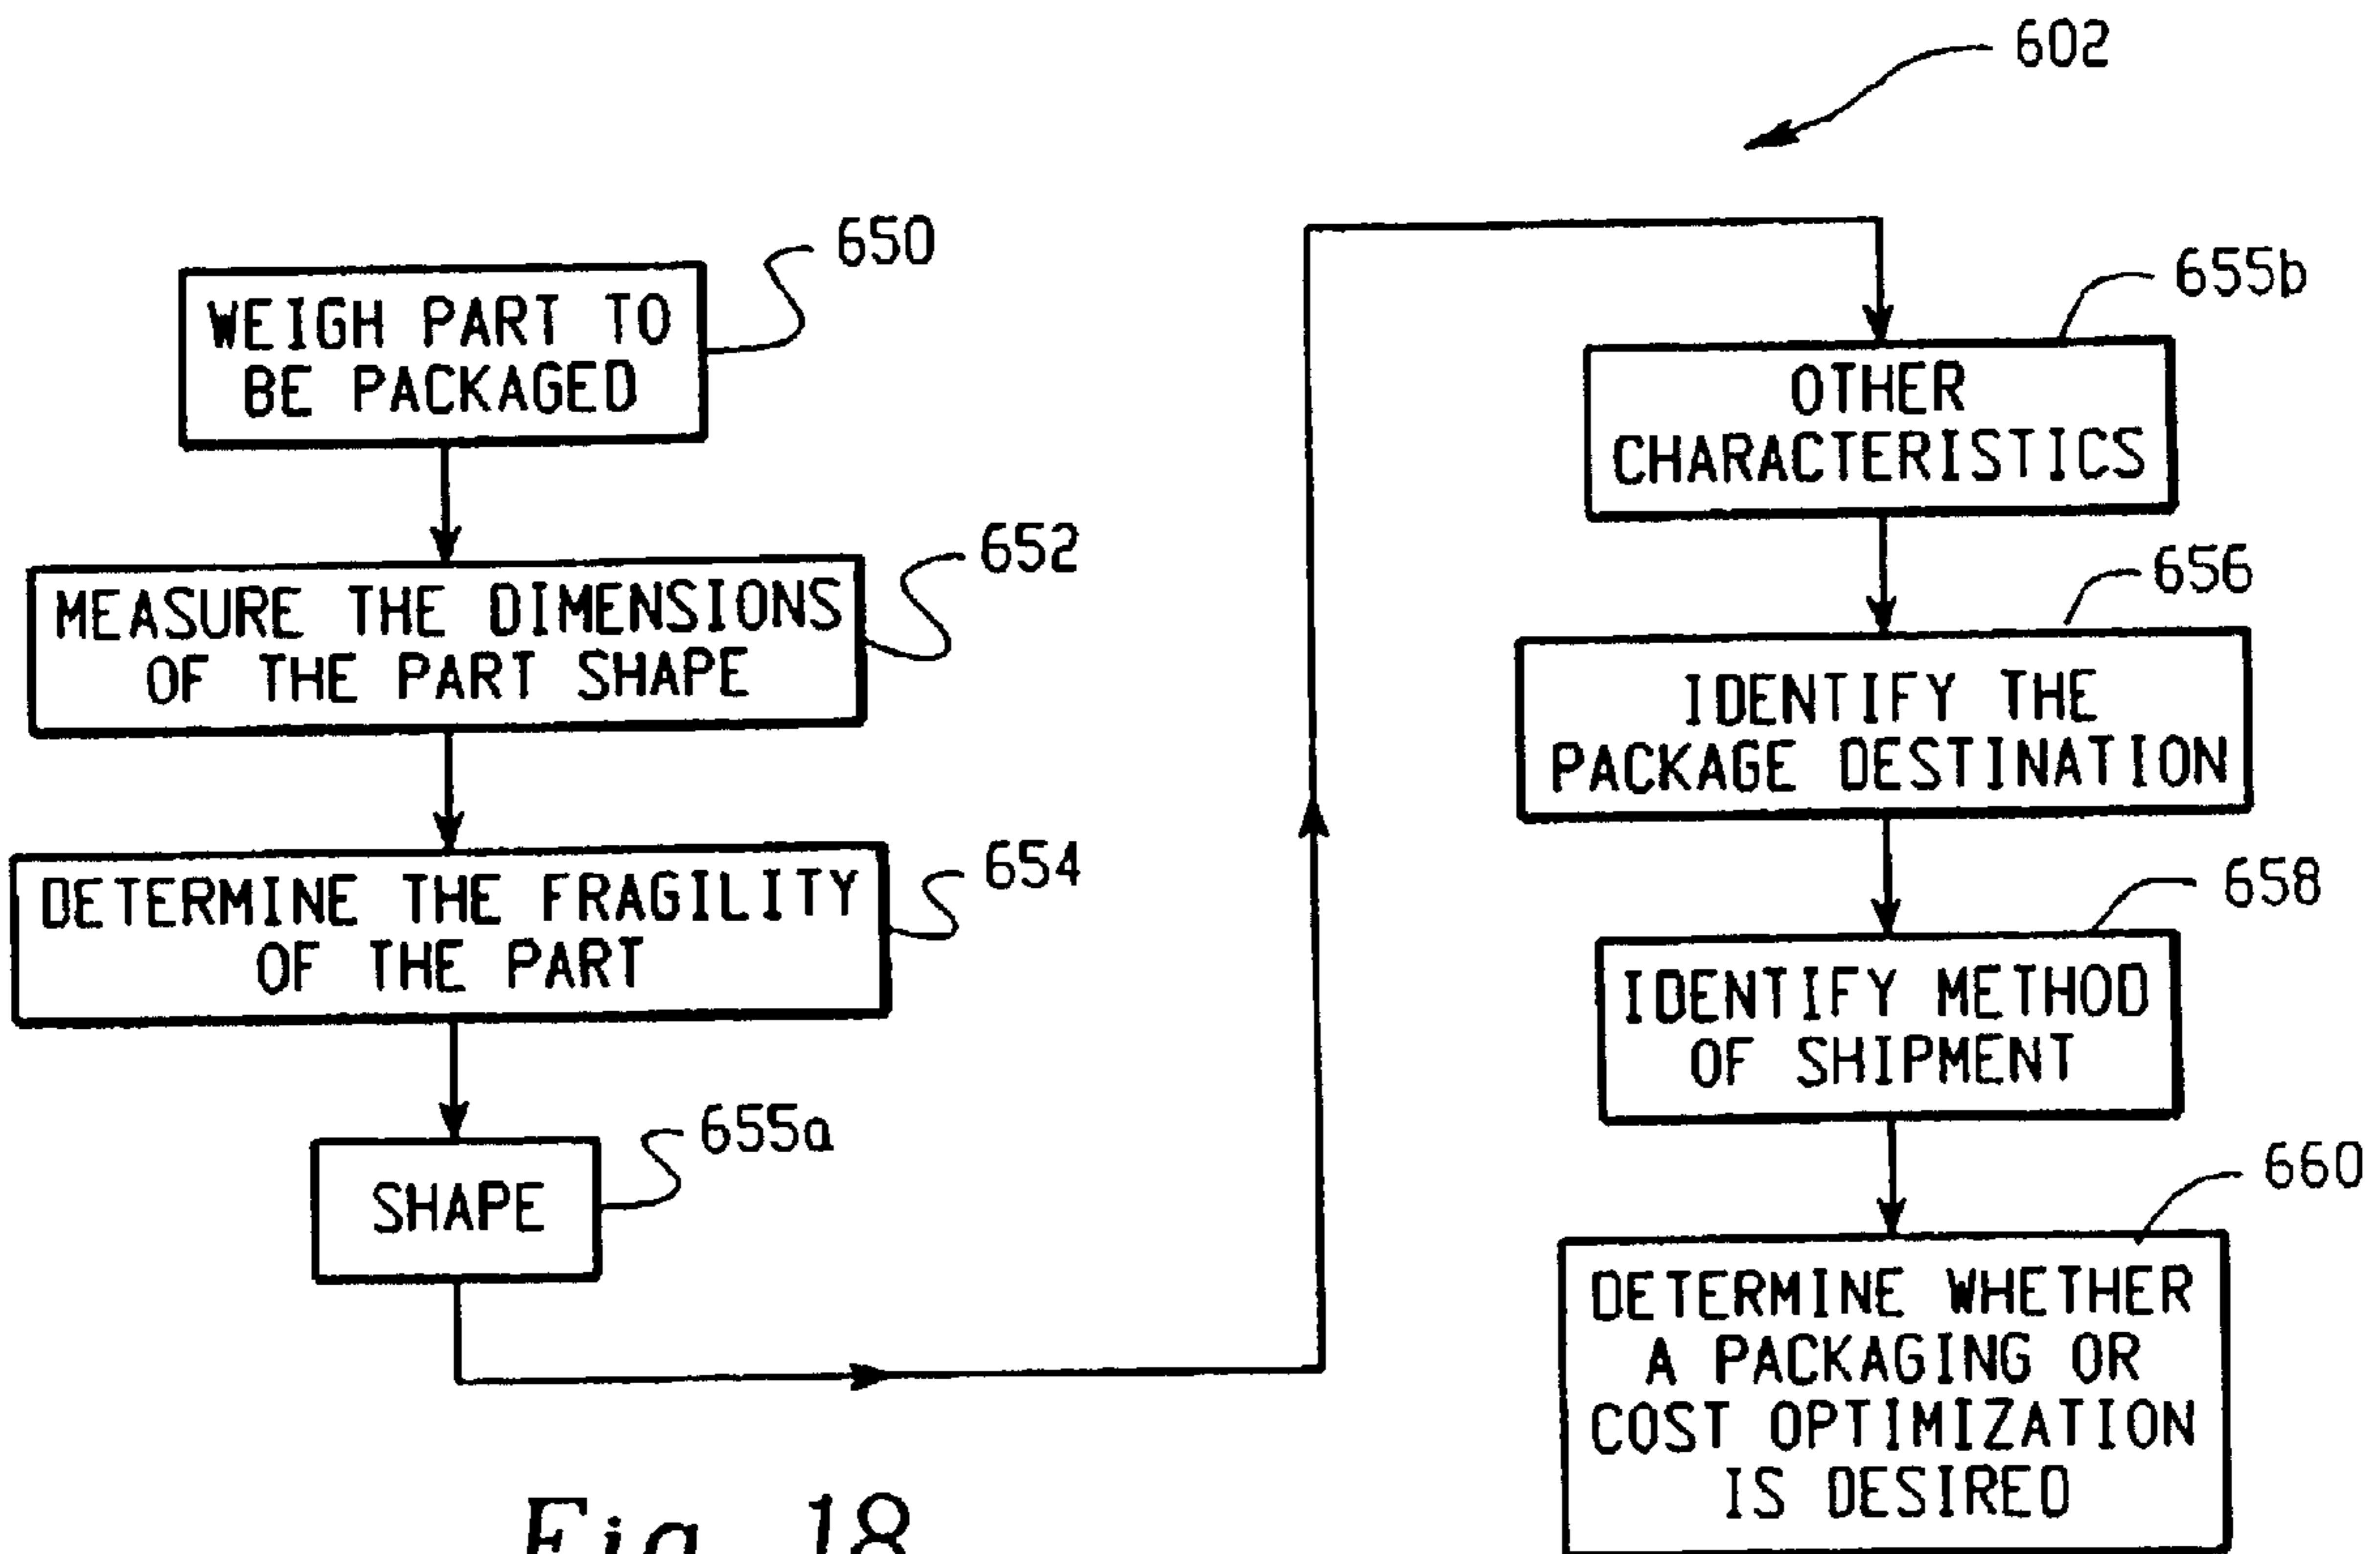 602
650
WEIGH PART TO
BE PACKAGED
652
MEASURE THE DIMENSIONS
OF THE PART SHAPE
654
DETERMINE THE FRAGILITY
OF THE PART
655a
SHAPE
655b
OTHER
CHARACTERISTICS
656
IDENTIFY THE
PACKAGE DESTINATION
658
IDENTIFY METHOD
OF SHIPMENT
660
DETERMINE WHETHER
A PACKAGING OR
COST OPTIMIZATION
IS DESIRED
Fig. 18